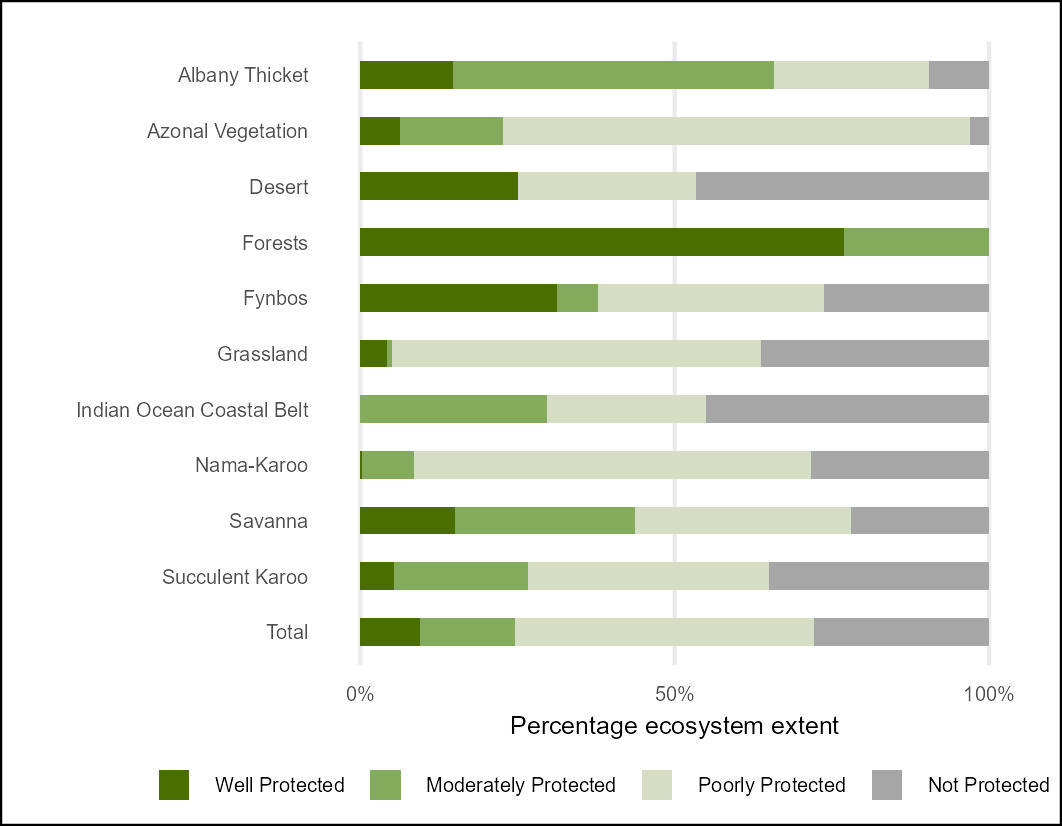 Albany Thicket
Azonal Vegetation
Desert
Forests
Fynbos
Grassland
Indian Ocean Coastal Belt
Nama-Karoo
Savanna
Succulent Karoo
Total
0% 50% 100%
Percentage ecosystem extent
Well Protected Moderately Protected Poorly Protected Not Protected